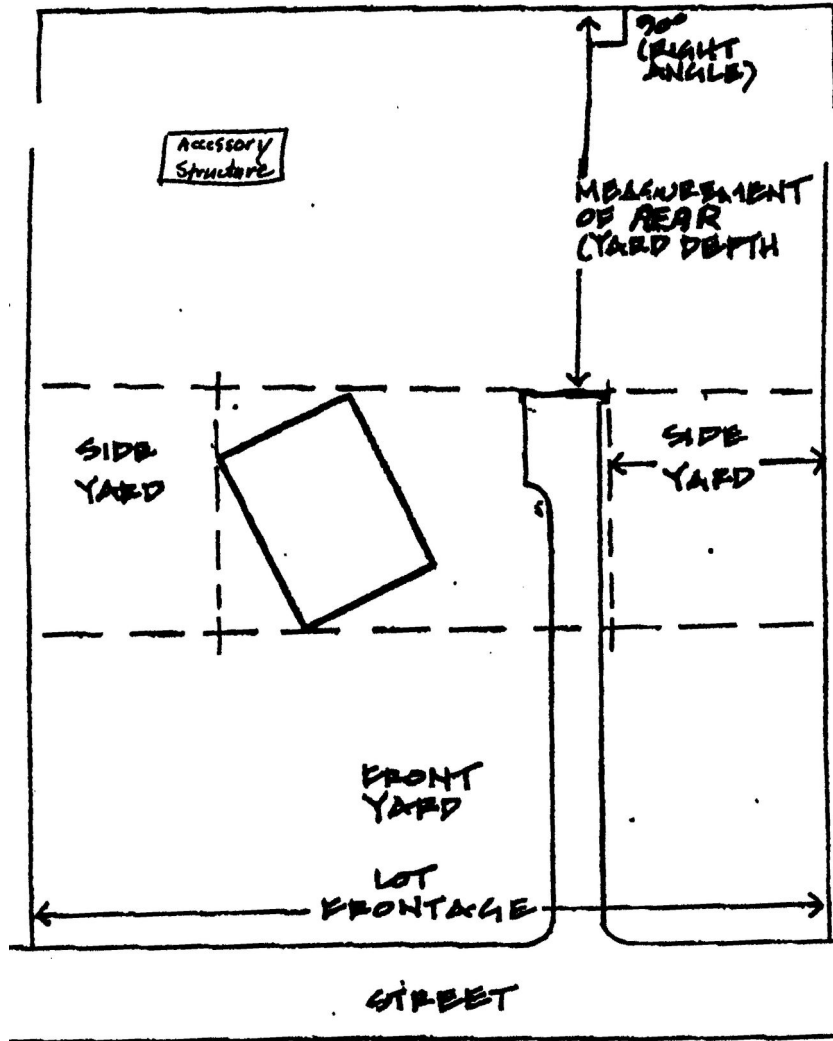 90°
(RIGHT
ANGLE)
Accessory
Structure
MEASUREMENT
OF REAR
(YARD DEPTH
SIDE
YARD
SIDE
YARD
FRONT
YARD
LOT
FRONTAGE
STREET